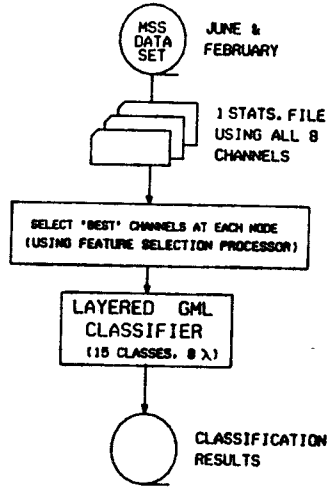 MSS
DATA
SET
JUNE &
FEBRUARY
1 STATS. FILE
USING ALL 8
CHANNELS
SELECT "BEST" CHANNELS AT EACH NODE
(USING FEATURE SELECTION PROCESSOR)
LAYERED GML
CLASSIFIER
(15 CLASSES, 8 λ)
CLASSIFICATION
RESULTS